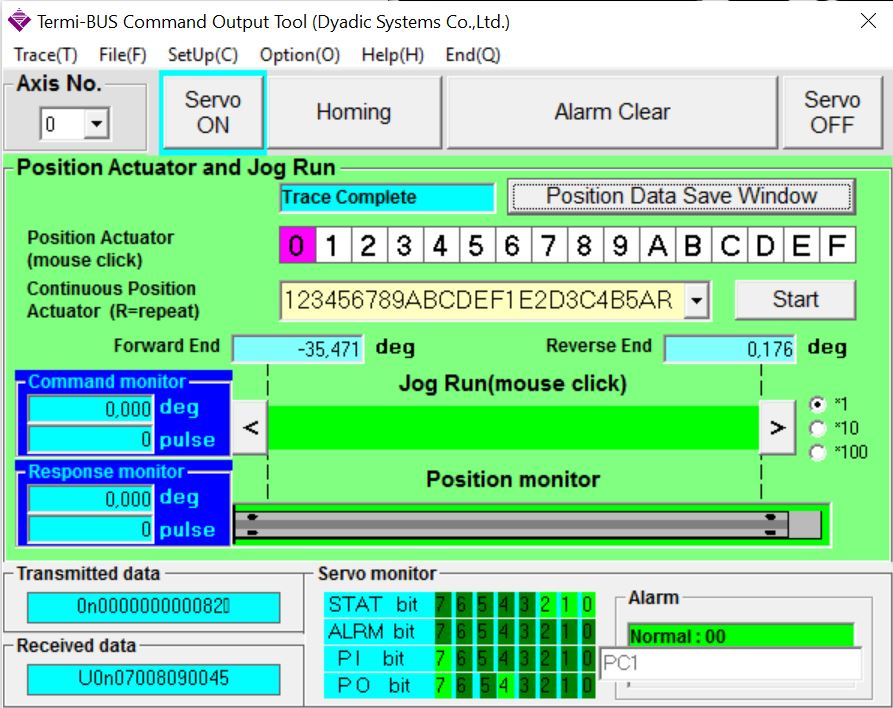 Termi-BUS Command Output Tool (Dyadic Systems Co.,Ltd.)
Trace(T) File(F) SetUp(C) Option(O) Help(H) End(Q)
Axis No.
0
Servo
ON
Homing
Alarm Clear
Servo
OFF
Position Actuator and Jog Run
Trace Complete
Position Data Save Window
Position Actuator
(mouse click)
0 1 2 3 4 5 6 7 8 9 A B C D E F
Continuous Position
Actuator (R=repeat)
123456789ABCDEF1E2D3C4B5AR
Start
Forward End -35,471 deg
Reverse End 0,176 deg
Command monitor
0,000 deg
0 pulse
Jog Run(mouse click)
< >
*1
*10
*100
Response monitor
0,000 deg
0 pulse
Position monitor
Transmitted data
0n000000000082
Received data
U0n07008090045
Servo monitor
STAT bit 7 6 5 4 3 2 1 0
ALRM bit 7 6 5 4 3 2 1 0
PI bit 7 6 5 4 3 2 1 0
PO bit 7 6 5 4 3 2 1 0
Alarm
Normal : 00
PC1